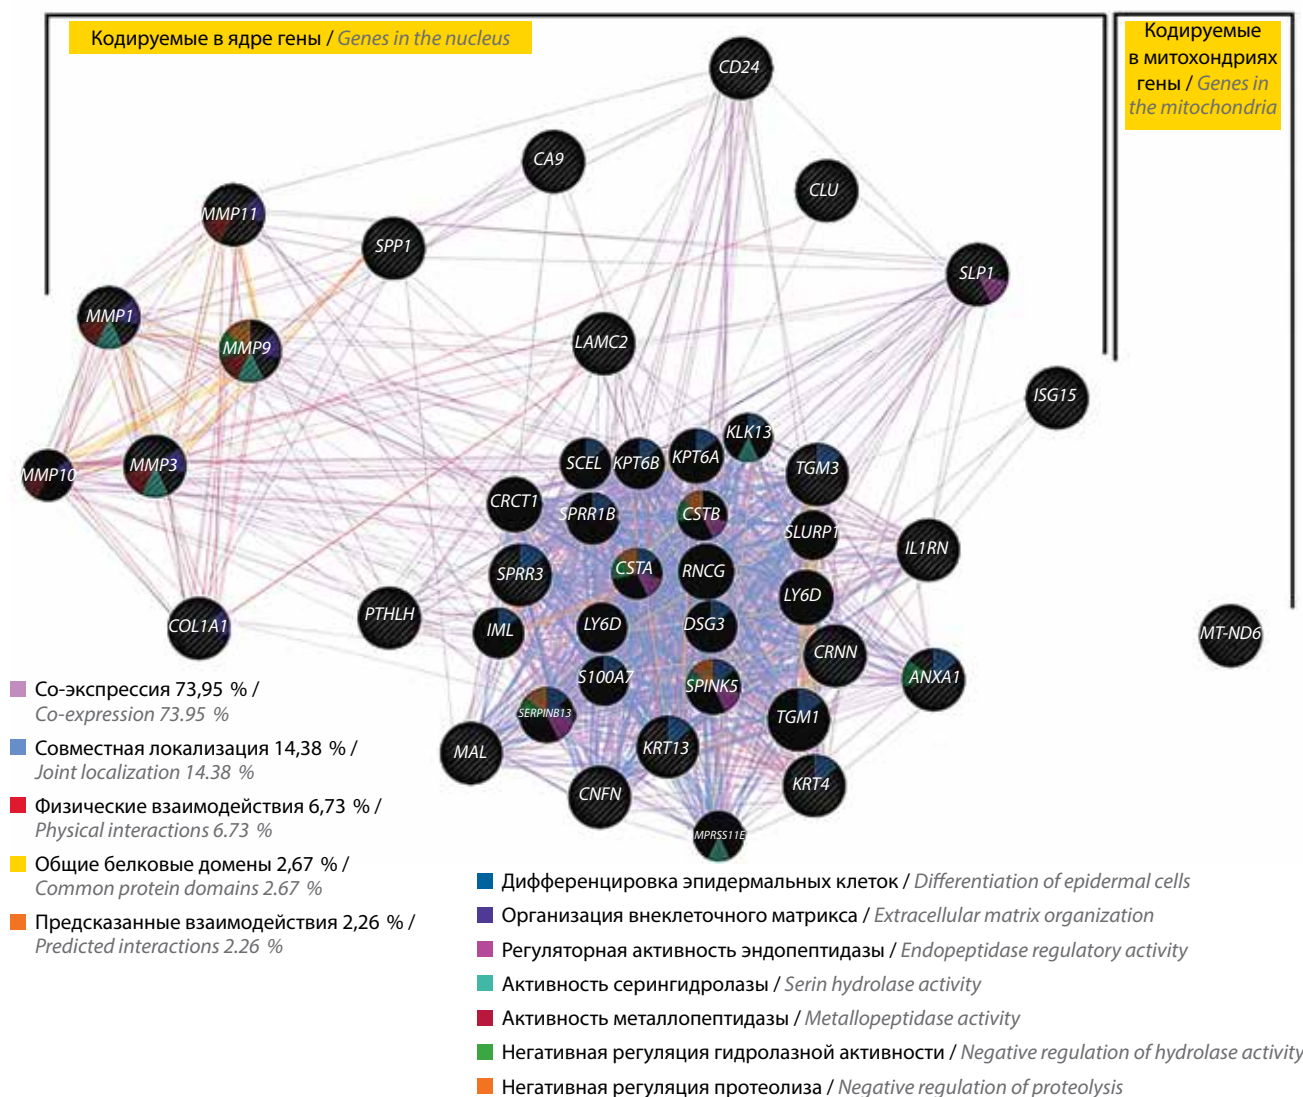 Кодируемые в ядре гены / Genes in the nucleus
Кодируемые
в митохондриях
гены / Genes in
the mitochondria
CD24
CA9
CLU
MMP11
SPP1
SLP1
MMP1
MMP9
LAMC2
ISG15
KLK13
SCEL
KPT6B
KPT6A
TGM3
MMP10
MMP3
CRCT1
SPRR1B
CSTB
SLURP1
IL1RN
SPRR3
CSTA
RNCG
LY6D
COL1A1
PTHLH
IML
LY6D
DSG3
CRNN
MT-ND6
S100A7
SPINK5
ANXA1
SERPINB13
TGM1
MAL
KRT13
KRT4
CNFN
MPRSS11E
Со-экспрессия 73,95 % /
Co-expression 73.95 %
Совместная локализация 14,38 % /
Joint localization 14.38 %
Физические взаимодействия 6,73 % /
Physical interactions 6.73 %
Общие белковые домены 2,67 % /
Common protein domains 2.67 %
Предсказанные взаимодействия 2,26 % /
Predicted interactions 2.26 %
Дифференцировка эпидермальных клеток / Differentiation of epidermal cells
Организация внеклеточного матрикса / Extracellular matrix organization
Регуляторная активность эндопептидазы / Endopeptidase regulatory activity
Активность серингидролазы / Serin hydrolase activity
Активность металлопептидазы / Metallopeptidase activity
Негативная регуляция гидролазной активности / Negative regulation of hydrolase activity
Негативная регуляция протеолиза / Negative regulation of proteolysis